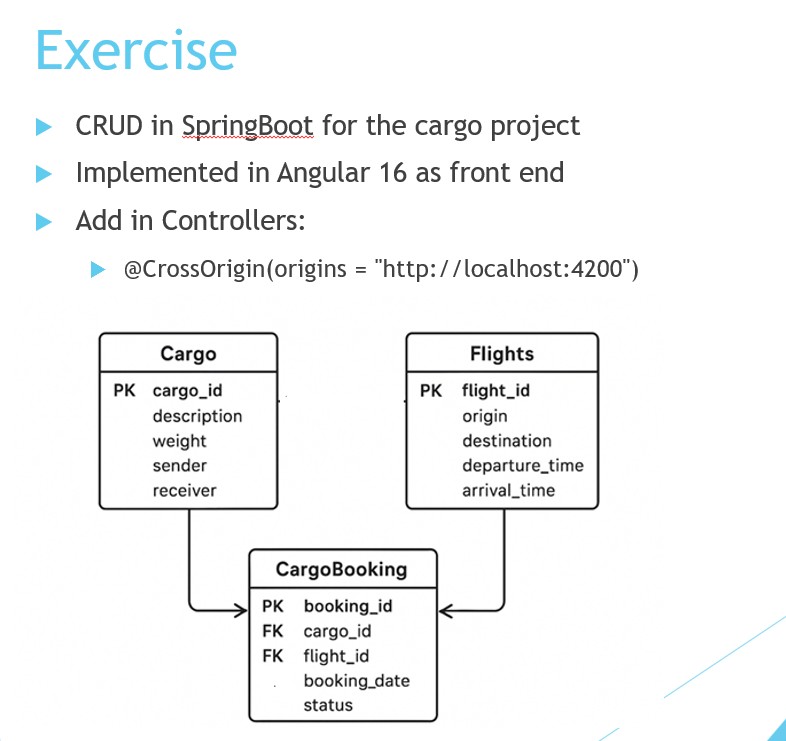 Exercise
CRUD in SpringBoot for the cargo project
Implemented in Angular 16 as front end
Add in Controllers:
@CrossOrigin(origins = "http://localhost:4200")
Cargo
PK cargo_id
description
weight
sender
receiver
Flights
PK flight_id
origin
destination
departure_time
arrival_time
CargoBooking
PK booking_id
FK cargo_id
FK flight_id
booking_date
status